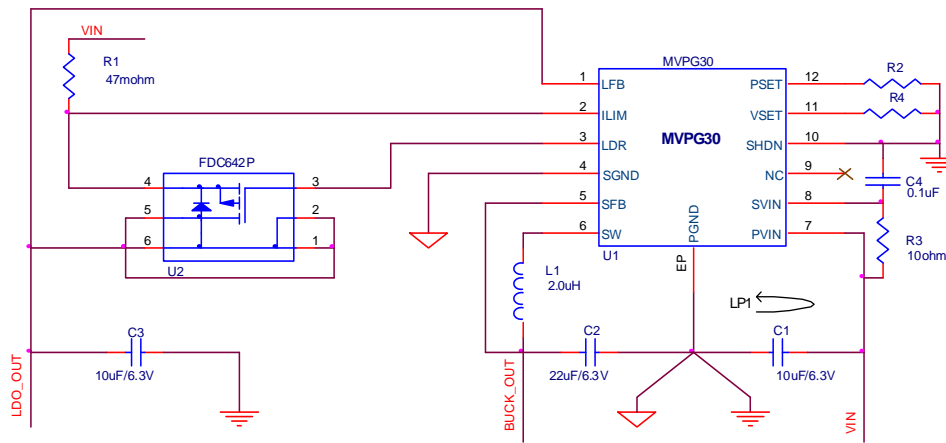 VIN
R1
47mohm
MVPG30
1 LFB PSET 12 R2
2 ILIM VSET 11 R4
3 LDR MVPG30 SHDN 10
FDC642P
4 SGND NC 9
C4
0.1uF
4 3
5 SFB SVIN 8
5 2
6 SW PVIN 7
6 1
PGND
U1
EP
R3
10ohm
U2
L1
2.0uH
LP1
C3
C2
C1
10uF/6.3V
22uF/6.3V
10uF/6.3V
LDO_OUT
BUCK_OUT
VIN